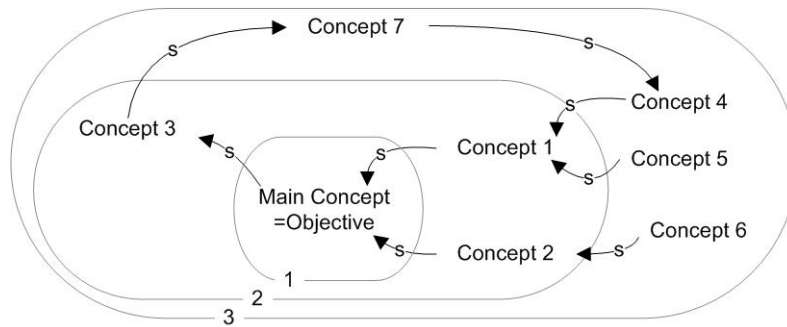 Concept 7
s
s
Concept 4
s
Concept 3
s
s
Concept 1
Concept 5
s
Main Concept
=Objective
Concept 6
s
Concept 2
s
1
2
3